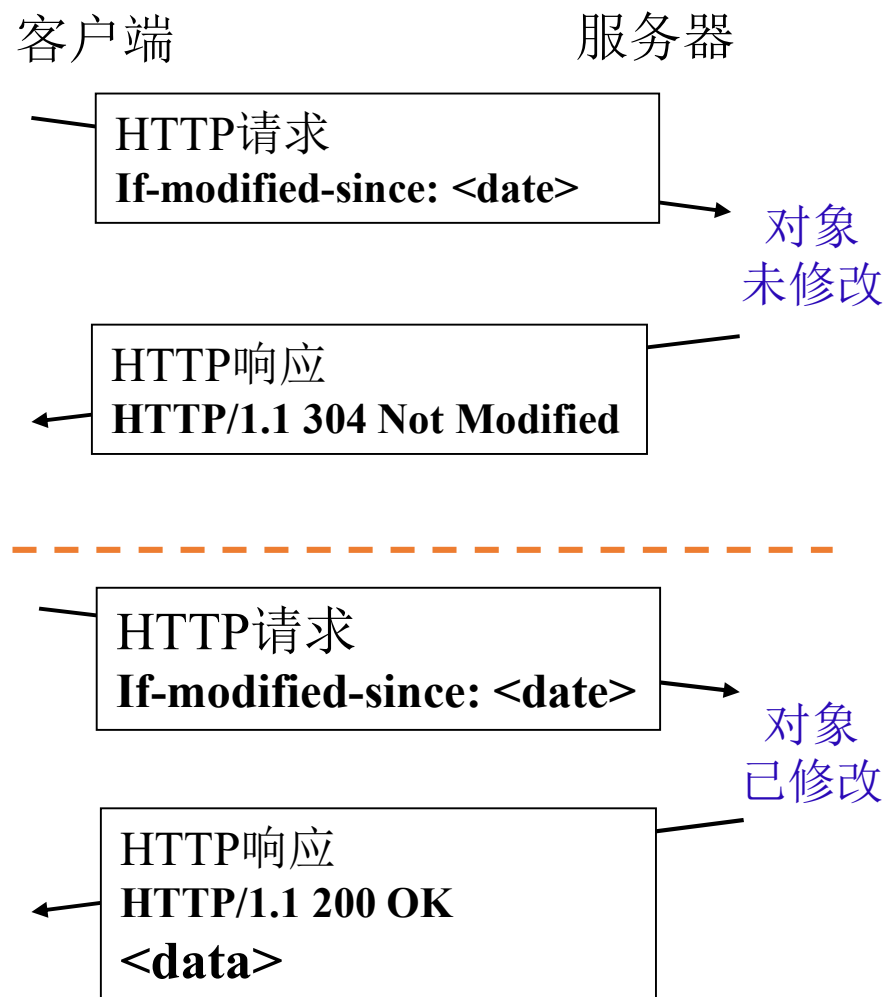 客户端
服务器
HTTP请求
If-modified-since: <date>
对象
未修改
HTTP响应
HTTP/1.1 304 Not Modified
HTTP请求
If-modified-since: <date>
对象
已修改
HTTP响应
HTTP/1.1 200 OK
<data>